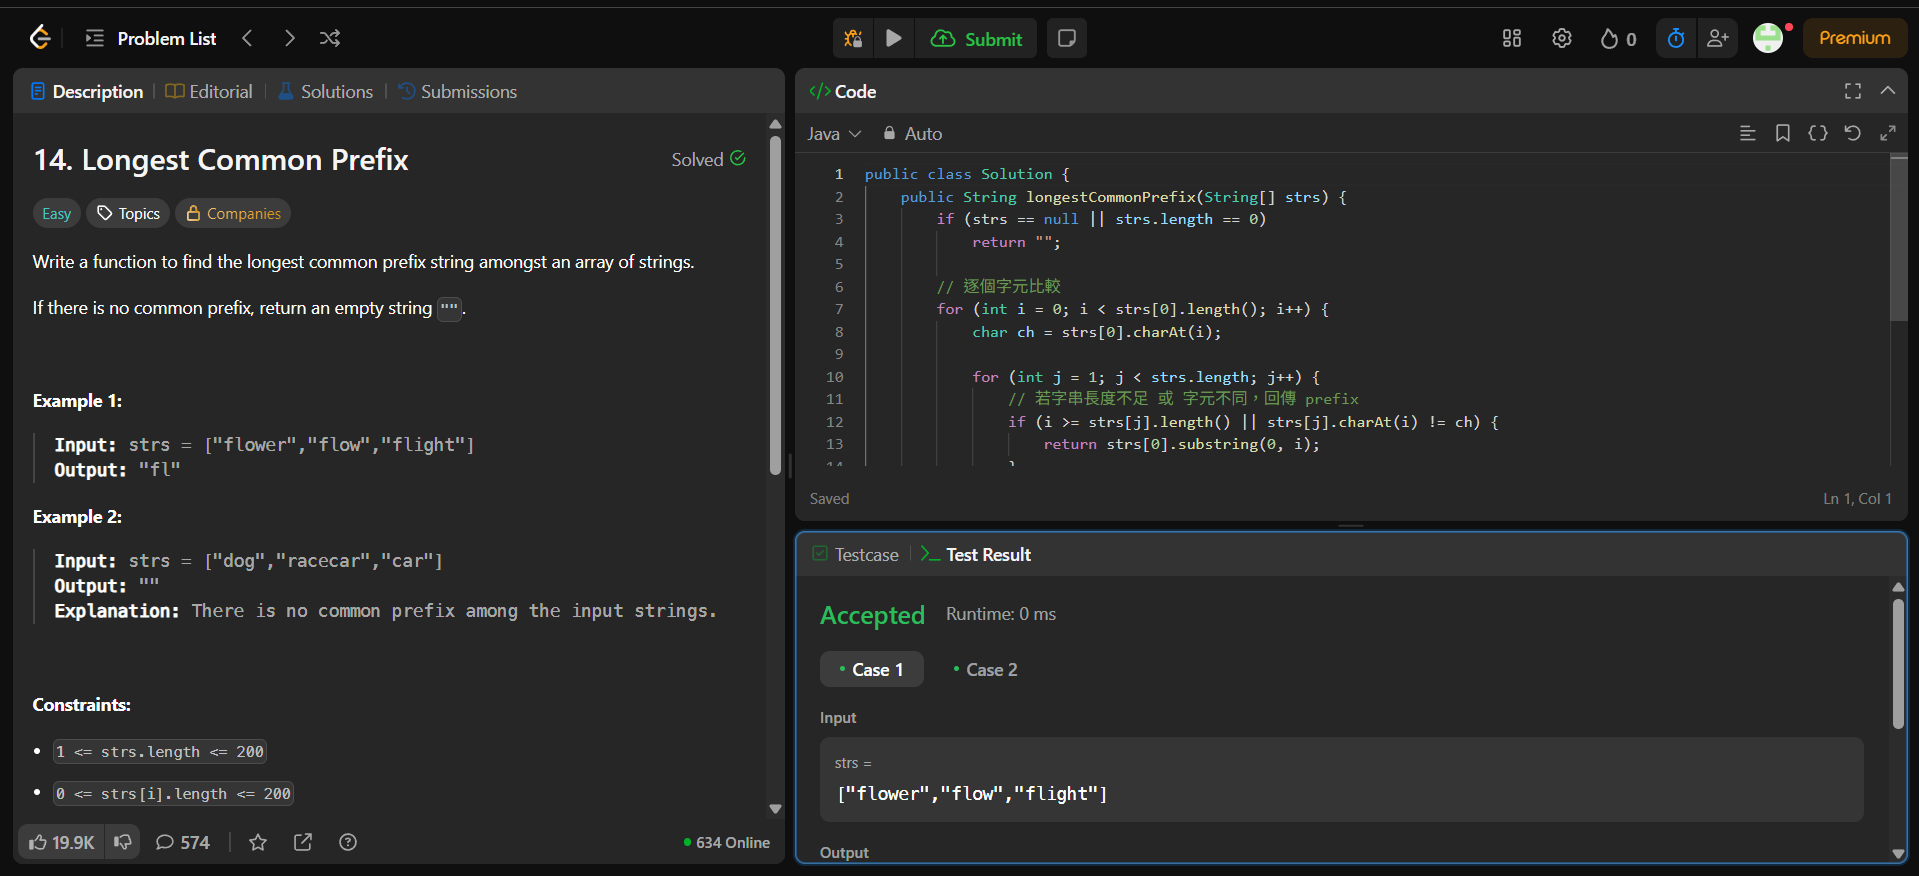 Problem List
Submit
0
Premium
Description
Editorial
Solutions
Submissions
14. Longest Common Prefix
Solved
Easy
Topics
Companies
Write a function to find the longest common prefix string amongst an array of strings.
If there is no common prefix, return an empty string "".
Example 1:
Input: strs = ["flower","flow","flight"]
Output: "fl"
Example 2:
Input: strs = ["dog","racecar","car"]
Output: ""
Explanation: There is no common prefix among the input strings.
Constraints:
• 1 <= strs.length <= 200
• 0 <= strs[i].length <= 200
19.9K
574
634 Online
</> Code
Java
Auto
1 public class Solution {
2 public String longestCommonPrefix(String[] strs) {
3 if (strs == null || strs.length == 0)
4 return "";
5
6 // 逐個字元比較
7 for (int i = 0; i < strs[0].length(); i++) {
8 char ch = strs[0].charAt(i);
9
10 for (int j = 1; j < strs.length; j++) {
11 // 若字串長度不足 或 字元不同，回傳 prefix
12 if (i >= strs[j].length() || strs[j].charAt(i) != ch) {
13 return strs[0].substring(0, i);
14 }
Saved
Ln 1, Col 1
Testcase
Test Result
Accepted
Runtime: 0 ms
Case 1
Case 2
Input
strs =
["flower","flow","flight"]
Output